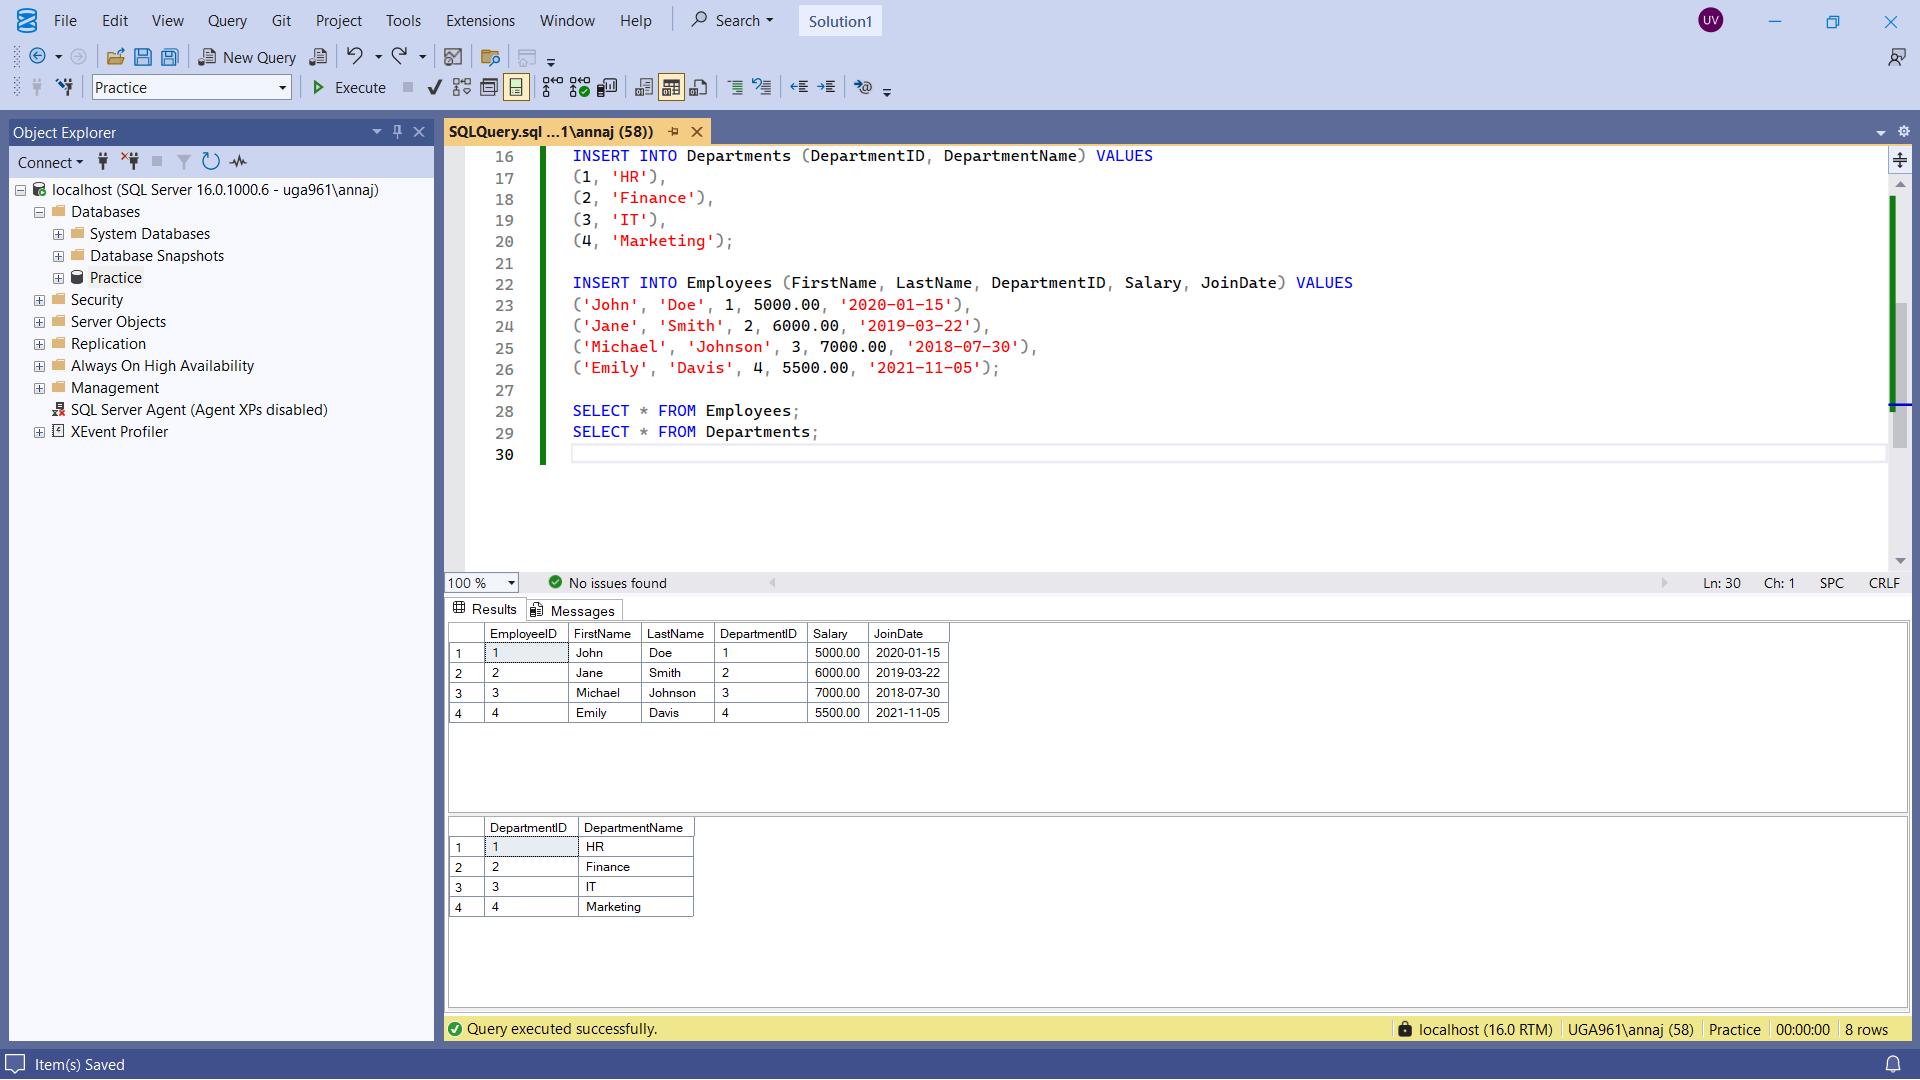 File Edit View Query Git Project Tools Extensions Window Help Search Solution1 UV
New Query
Practice Execute
Object Explorer
Connect
localhost (SQL Server 16.0.1000.6 - uga961\annaj)
Databases
System Databases
Database Snapshots
Practice
Security
Server Objects
Replication
Always On High Availability
Management
SQL Server Agent (Agent XPs disabled)
XEvent Profiler
SQLQuery.sql ...1\annaj (58))
16 INSERT INTO Departments (DepartmentID, DepartmentName) VALUES
17 (1, 'HR'),
18 (2, 'Finance'),
19 (3, 'IT'),
20 (4, 'Marketing');
21
22 INSERT INTO Employees (FirstName, LastName, DepartmentID, Salary, JoinDate) VALUES
23 ('John', 'Doe', 1, 5000.00, '2020-01-15'),
24 ('Jane', 'Smith', 2, 6000.00, '2019-03-22'),
25 ('Michael', 'Johnson', 3, 7000.00, '2018-07-30'),
26 ('Emily', 'Davis', 4, 5500.00, '2021-11-05');
27
28 SELECT * FROM Employees;
29 SELECT * FROM Departments;
30
100 % No issues found Ln: 30 Ch: 1 SPC CRLF
Results Messages
EmployeeID FirstName LastName DepartmentID Salary JoinDate
1 1 John Doe 1 5000.00 2020-01-15
2 2 Jane Smith 2 6000.00 2019-03-22
3 3 Michael Johnson 3 7000.00 2018-07-30
4 4 Emily Davis 4 5500.00 2021-11-05
DepartmentID DepartmentName
1 1 HR
2 2 Finance
3 3 IT
4 4 Marketing
Query executed successfully. localhost (16.0 RTM) UGA961\annaj (58) Practice 00:00:00 8 rows
Item(s) Saved